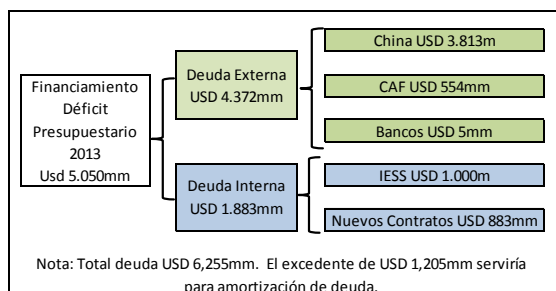 Financiamiento
Déficit
Presupuestario
2013
Usd 5.050mm
Deuda Externa
USD 4.372mm
China USD 3.813m
CAF USD 554mm
Bancos USD 5mm
Deuda Interna
USD 1.883mm
IESS USD 1.000m
Nuevos Contratos USD 883mm
Nota: Total deuda USD 6,255mm. El excedente de USD 1,205mm serviría
para amortización de deuda.